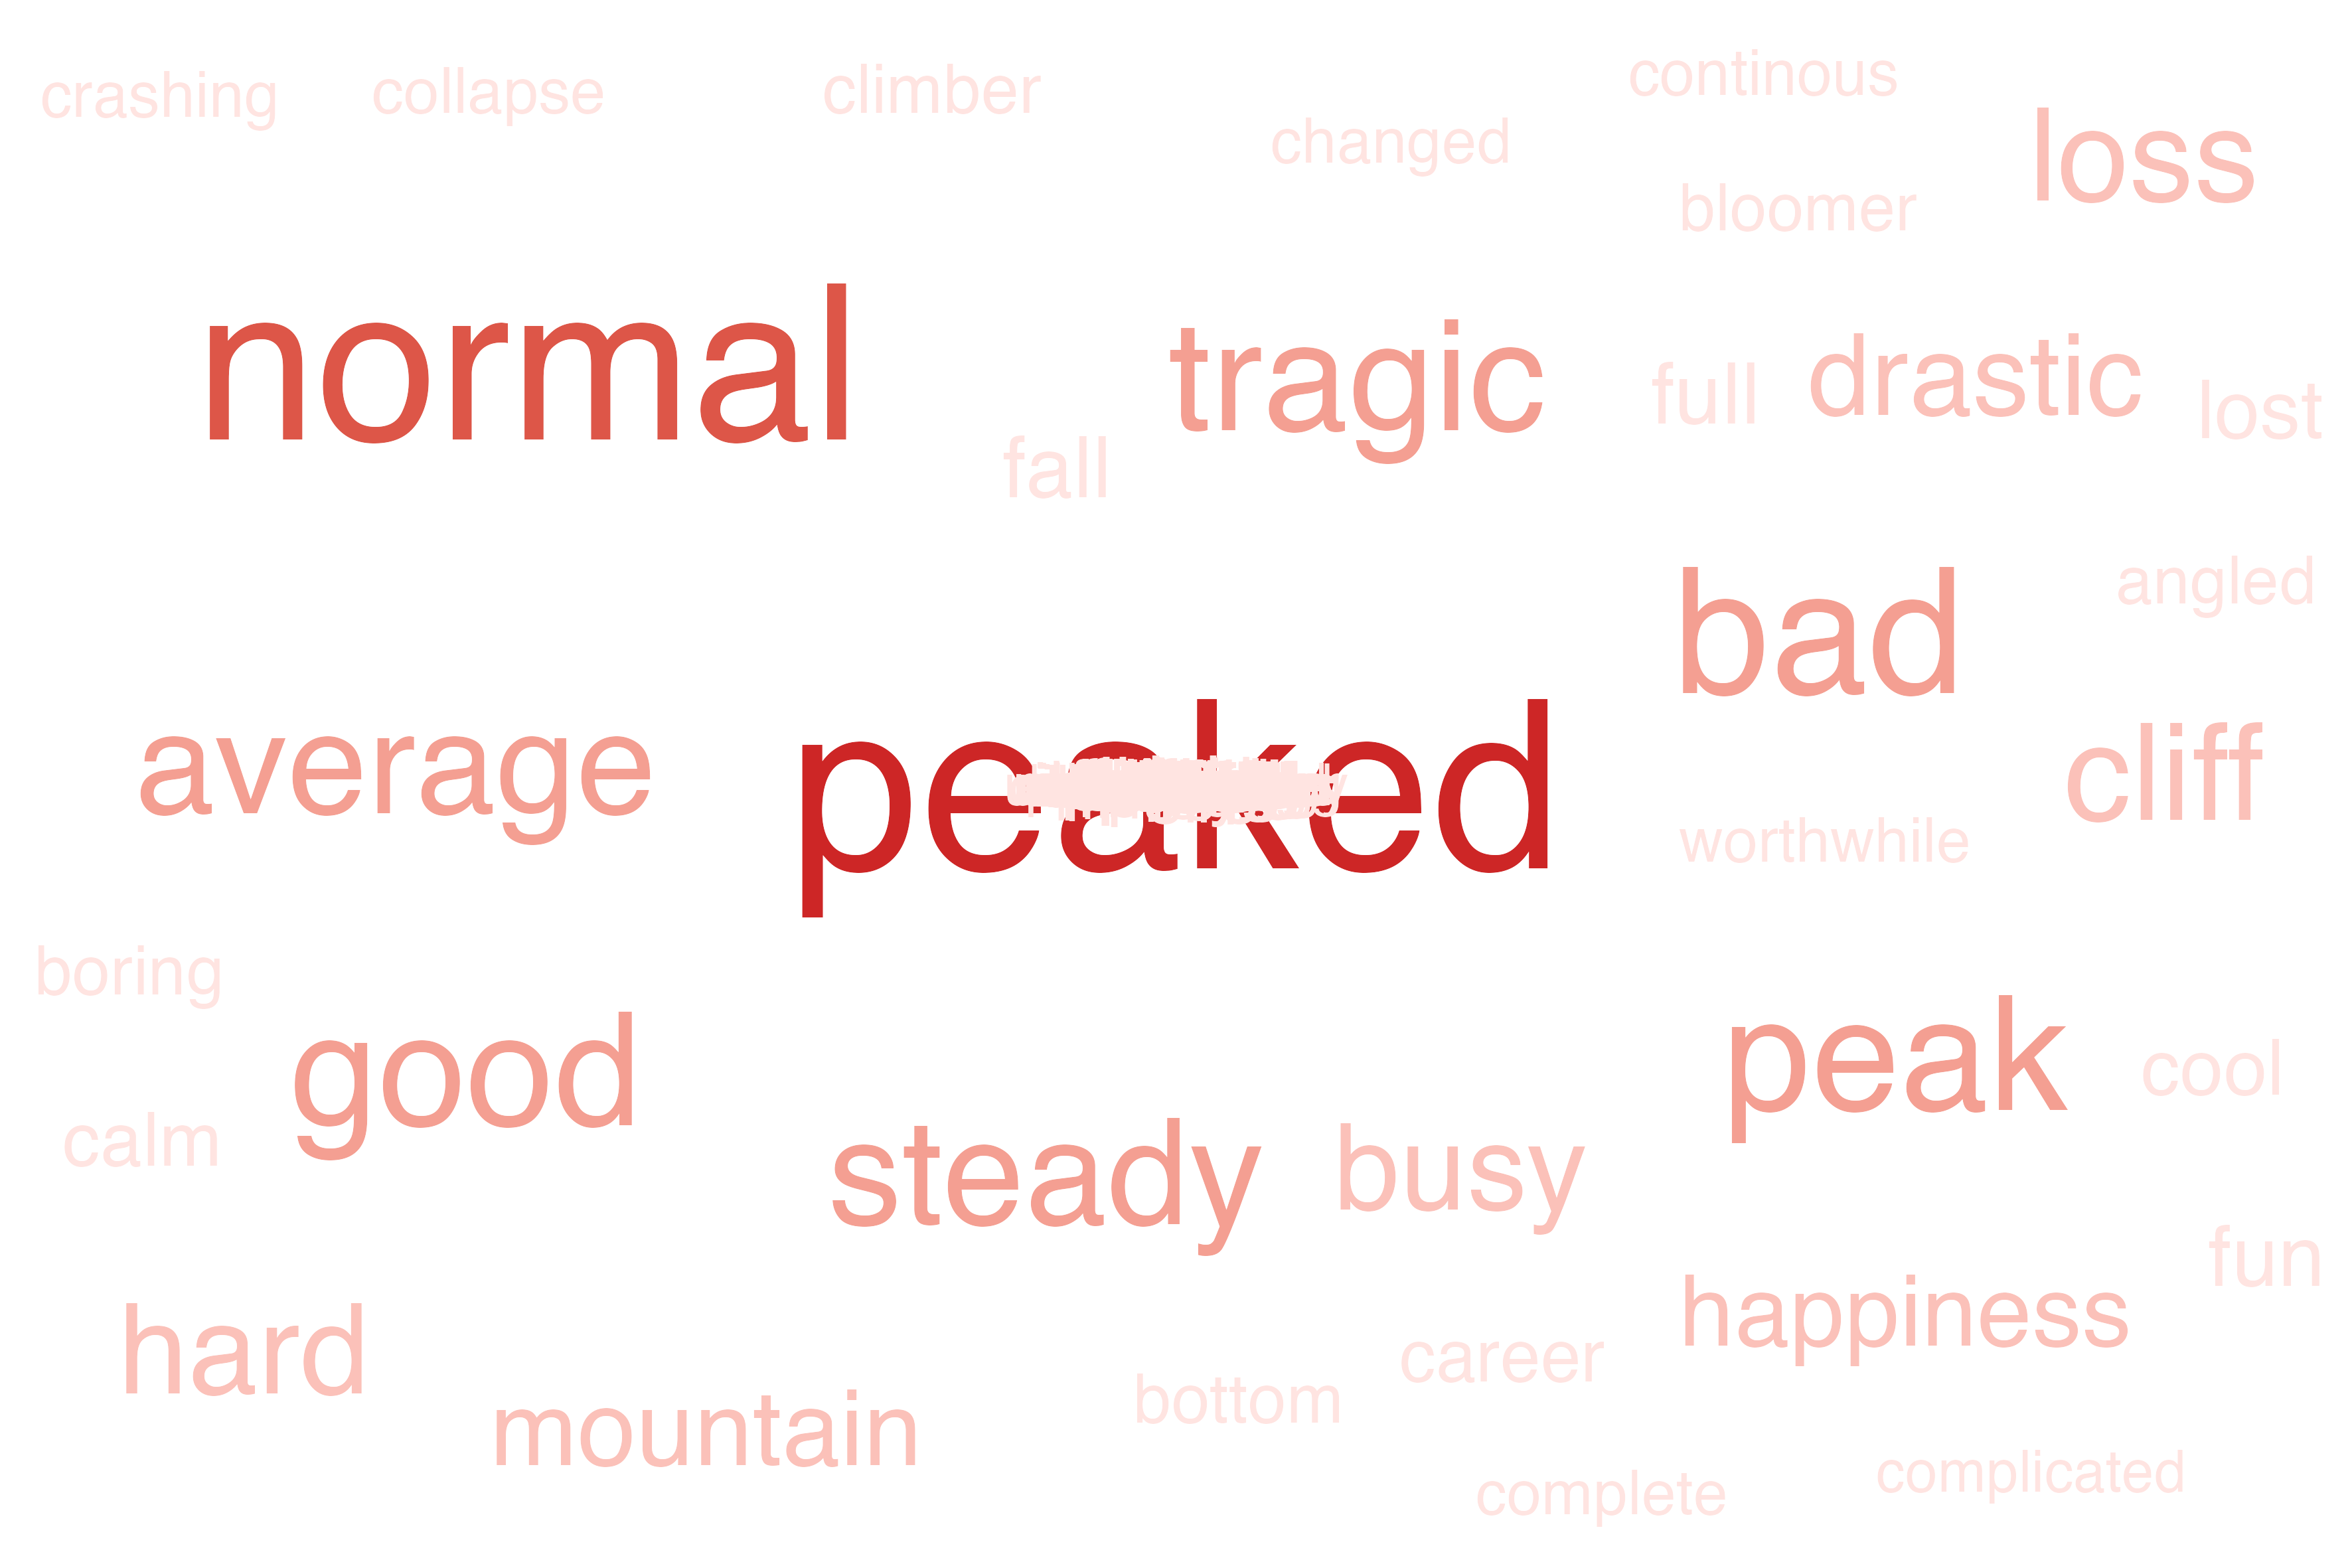 crashing collapse climber continous
changed
loss
bloomer
normal tragic full drastic lost
fall
bad angled
average peaked cliff
worthwhile
boring
good peak cool
calm
steady busy
fun
hard happiness
career
mountain bottom
complete complicated